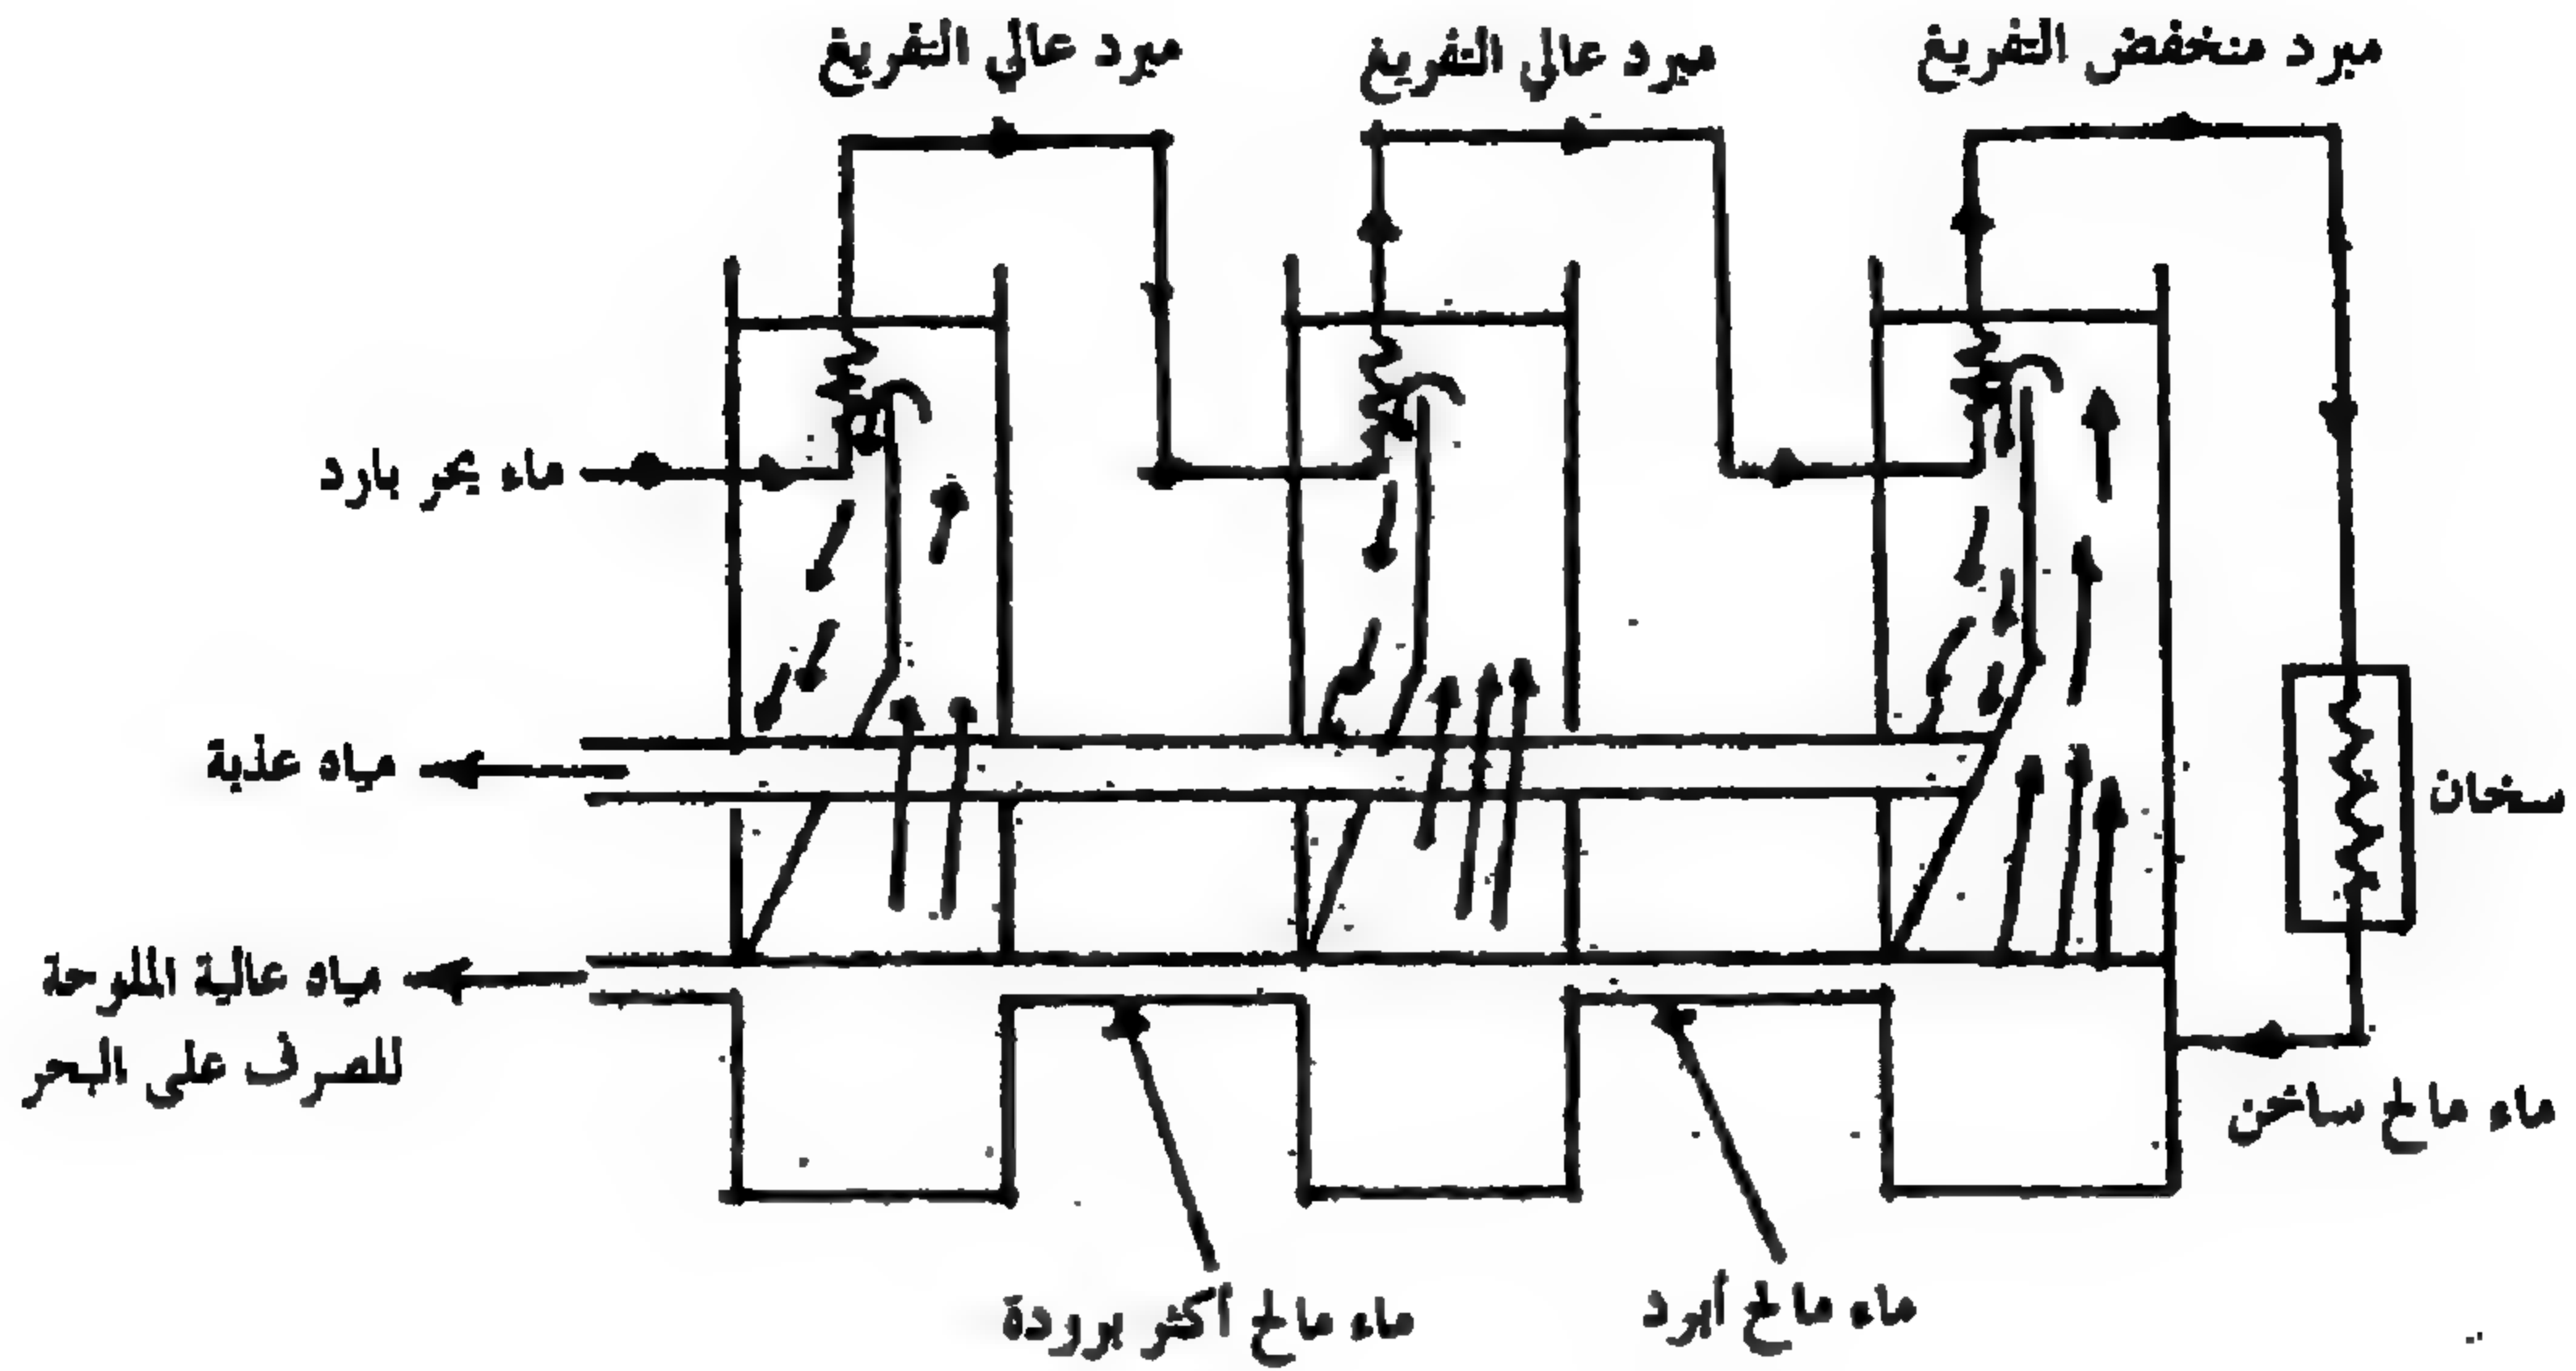 مبرد منخفض التفريغ
مبرد عالي التفريغ
مبرد عالي التفريغ
ماء بحر بارد
مياه عذبة
سخان
مياه عالية الملوحة
للصرف على البحر
ماء مالح ساخن
ماء مالح أبرد
ماء مالح أكثر برودة